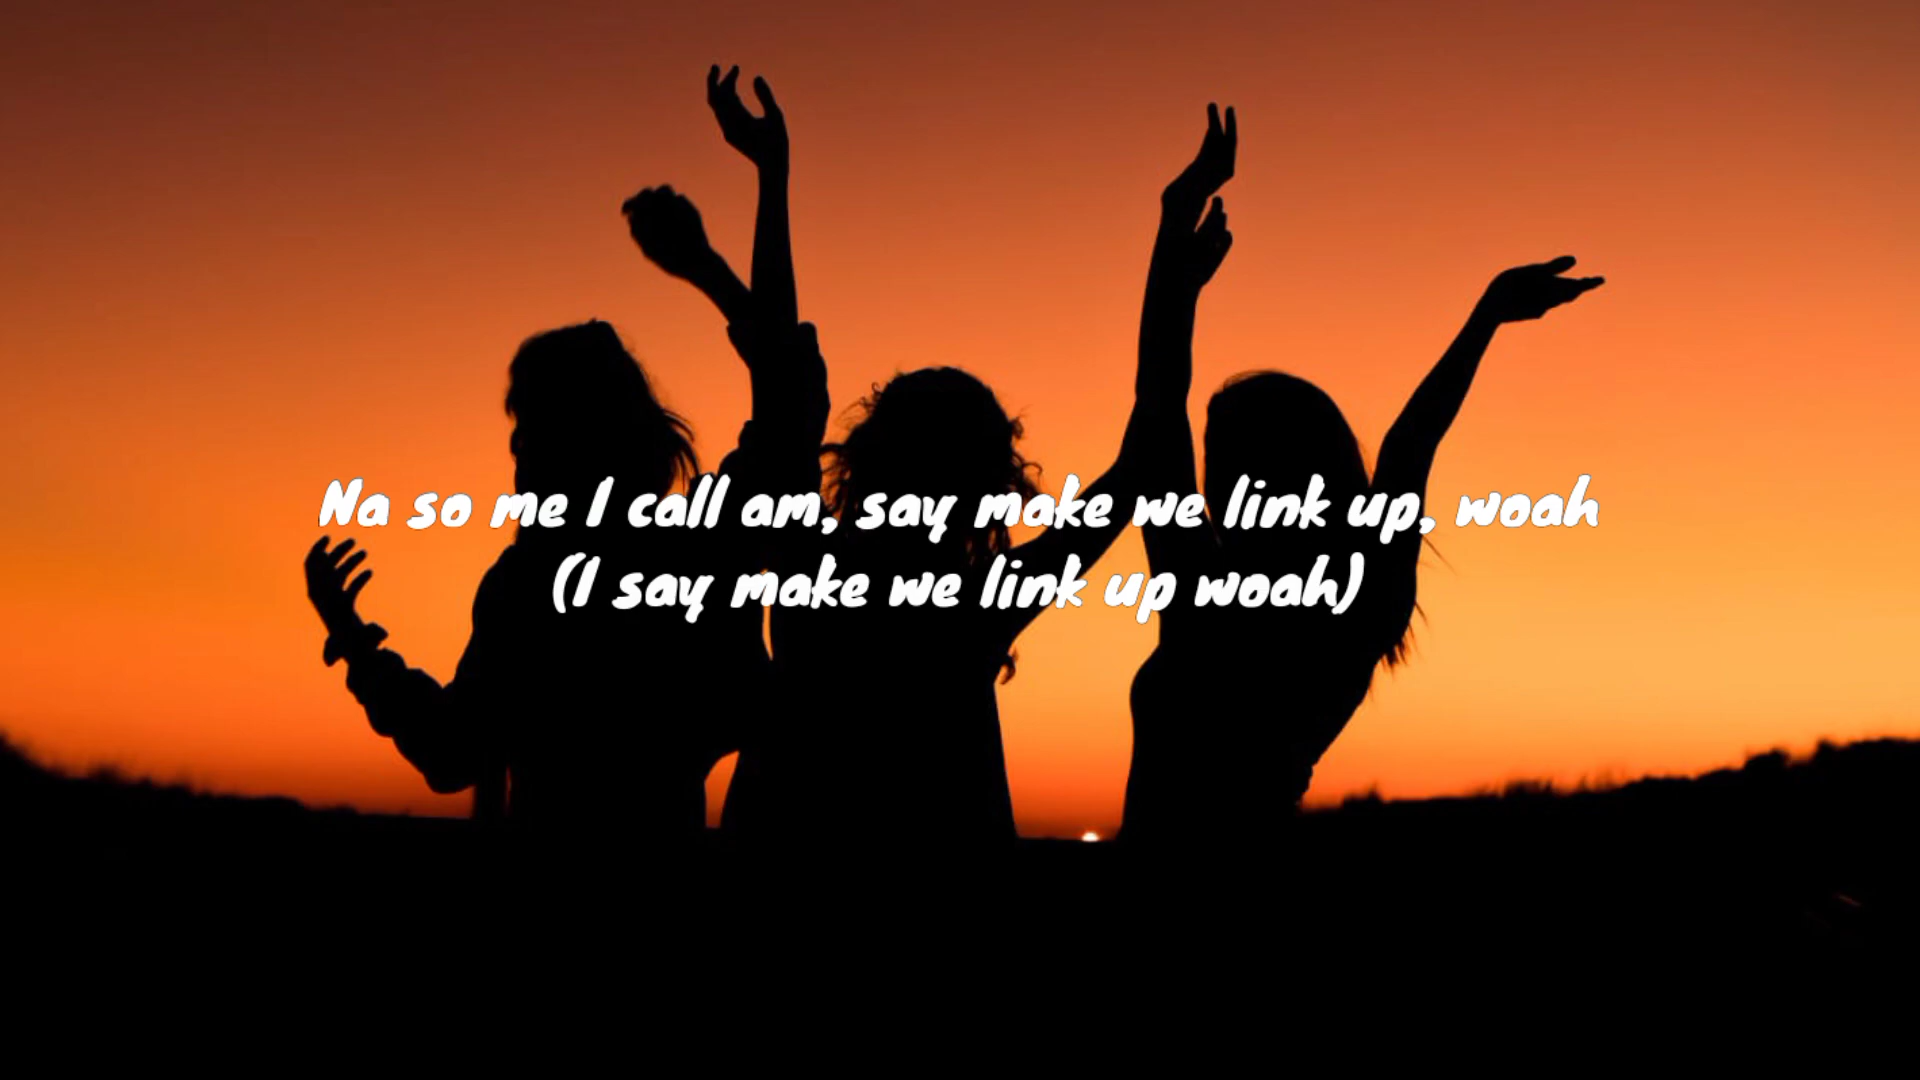 Na so me I call am, say make we link up, woah
(I say make we link up woah)